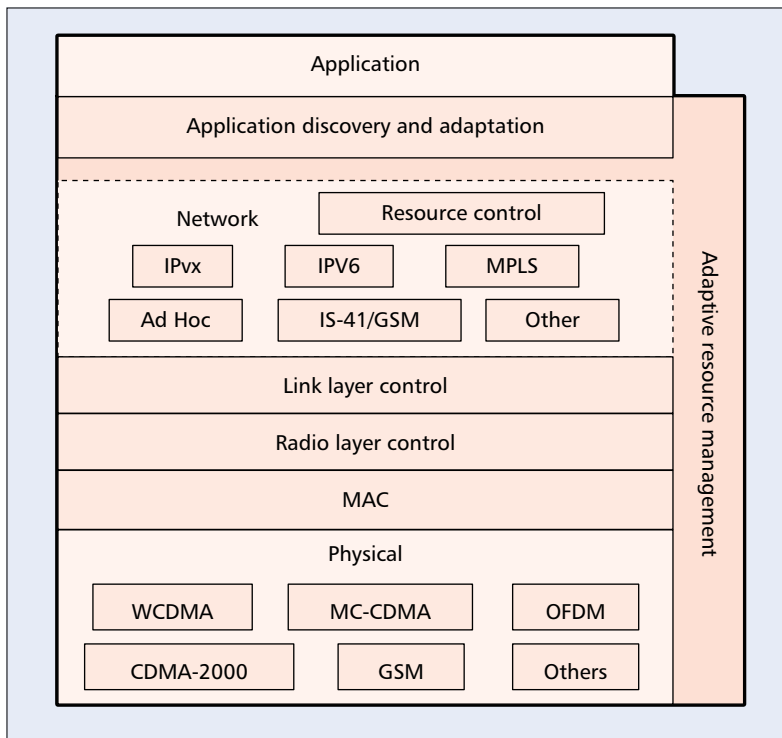 Application
Application discovery and adaptation
Network
Resource control
IPvx
IPV6
MPLS
Ad Hoc
IS-41/GSM
Other
Link layer control
Radio layer control
MAC
Physical
WCDMA
MC-CDMA
OFDM
CDMA-2000
GSM
Others
Adaptive resource management